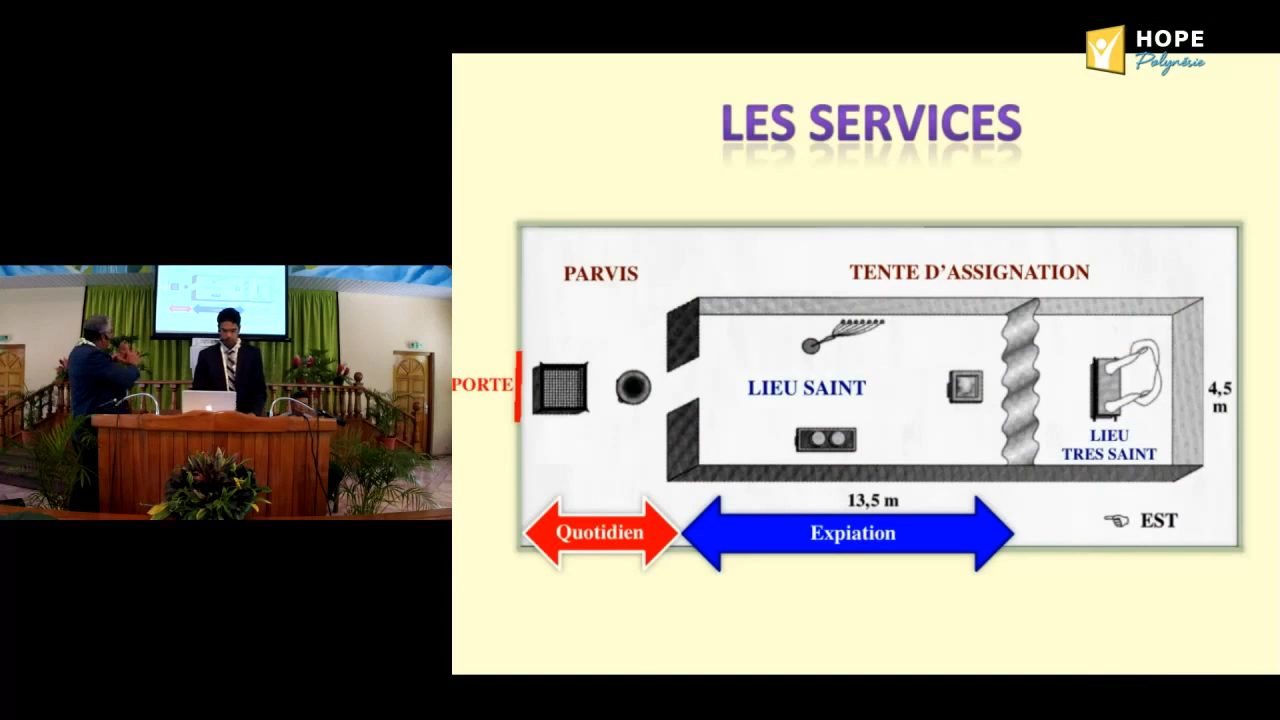 HOPE
Polynésie
LES SERVICES
PARVIS
TENTE D'ASSIGNATION
PORTE
LIEU SAINT
4,5
m
LIEU
TRES SAINT
13,5 m
EST
Quotidien
Expiation